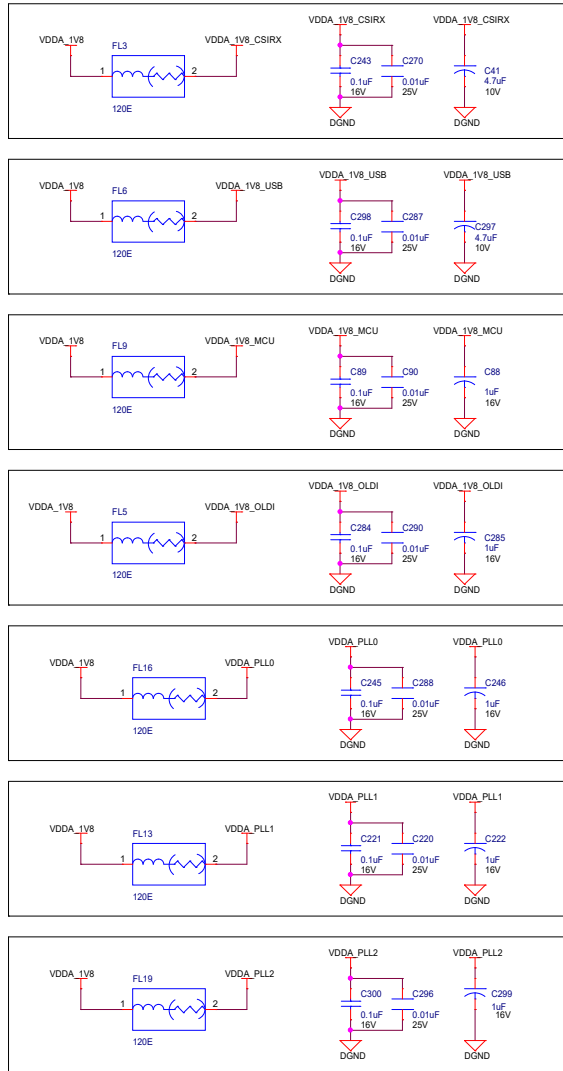 VDDA_1V8 FL3 VDDA_1V8_CSIRX VDDA_1V8_CSIRX VDDA_1V8_CSIRX
1 2 C243 C270 C41
0.1uF 0.01uF 4.7uF
16V 25V 10V
120E DGND DGND
VDDA_1V8 FL6 VDDA_1V8_USB VDDA_1V8_USB VDDA_1V8_USB
1 2 C298 C287 C297
0.1uF 0.01uF 4.7uF
16V 25V 10V
120E DGND DGND
VDDA_1V8 FL9 VDDA_1V8_MCU VDDA_1V8_MCU VDDA_1V8_MCU
1 2 C89 C90 C88
0.1uF 0.01uF 1uF
16V 25V 16V
120E DGND DGND
VDDA_1V8 FL5 VDDA_1V8_OLDI VDDA_1V8_OLDI VDDA_1V8_OLDI
1 2 C284 C290 C285
0.1uF 0.01uF 1uF
16V 25V 16V
120E DGND DGND
VDDA_1V8 FL16 VDDA_PLL0 VDDA_PLL0 VDDA_PLL0
1 2 C245 C288 C246
0.1uF 0.01uF 1uF
16V 25V 16V
120E DGND DGND
VDDA_1V8 FL13 VDDA_PLL1 VDDA_PLL1 VDDA_PLL1
1 2 C221 C220 C222
0.1uF 0.01uF 1uF
16V 25V 16V
120E DGND DGND
VDDA_1V8 FL19 VDDA_PLL2 VDDA_PLL2 VDDA_PLL2
1 2 C300 C296 C299
0.1uF 0.01uF 1uF
16V 25V 16V
120E DGND DGND